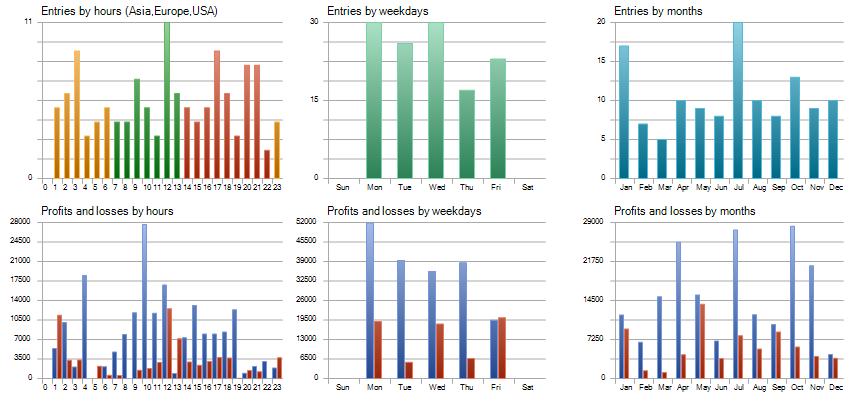 Entries by hours (Asia,Europe,USA)
11
0
0 1 2 3 4 5 6 7 8 9 10 11 12 13 14 15 16 17 18 19 20 21 22 23
Entries by weekdays
30
15
0
Sun Mon Tue Wed Thu Fri Sat
Entries by months
20
15
10
5
0
Jan Feb Mar Apr May Jun Jul Aug Sep Oct Nov Dec
Profits and losses by hours
28000
24500
21000
17500
14000
10500
7000
3500
0
0 1 2 3 4 5 6 7 8 9 10 11 12 13 14 15 16 17 18 19 20 21 22 23
Profits and losses by weekdays
52000
45500
39000
32500
26000
19500
13000
6500
0
Sun Mon Tue Wed Thu Fri Sat
Profits and losses by months
29000
21750
14500
7250
0
Jan Feb Mar Apr May Jun Jul Aug Sep Oct Nov Dec